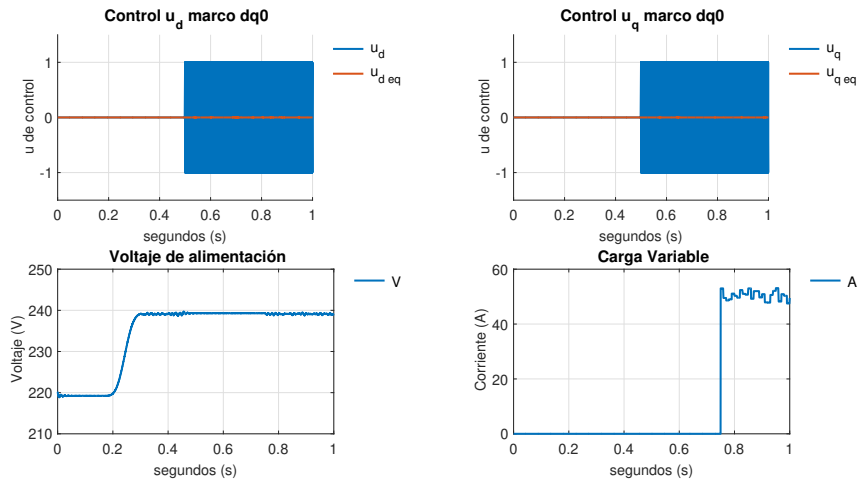 Control u_d marco dq0
u de control
1
0
-1
0 0.2 0.4 0.6 0.8 1
segundos (s)
u_d
u_d eq
Control u_q marco dq0
u de control
1
0
-1
0 0.2 0.4 0.6 0.8 1
segundos (s)
u_q
u_q eq
Voltaje de alimentación
Voltaje (V)
250
240
230
220
210
0 0.2 0.4 0.6 0.8 1
segundos (s)
V
Carga Variable
Corriente (A)
60
40
20
0
0 0.2 0.4 0.6 0.8 1
segundos (s)
A